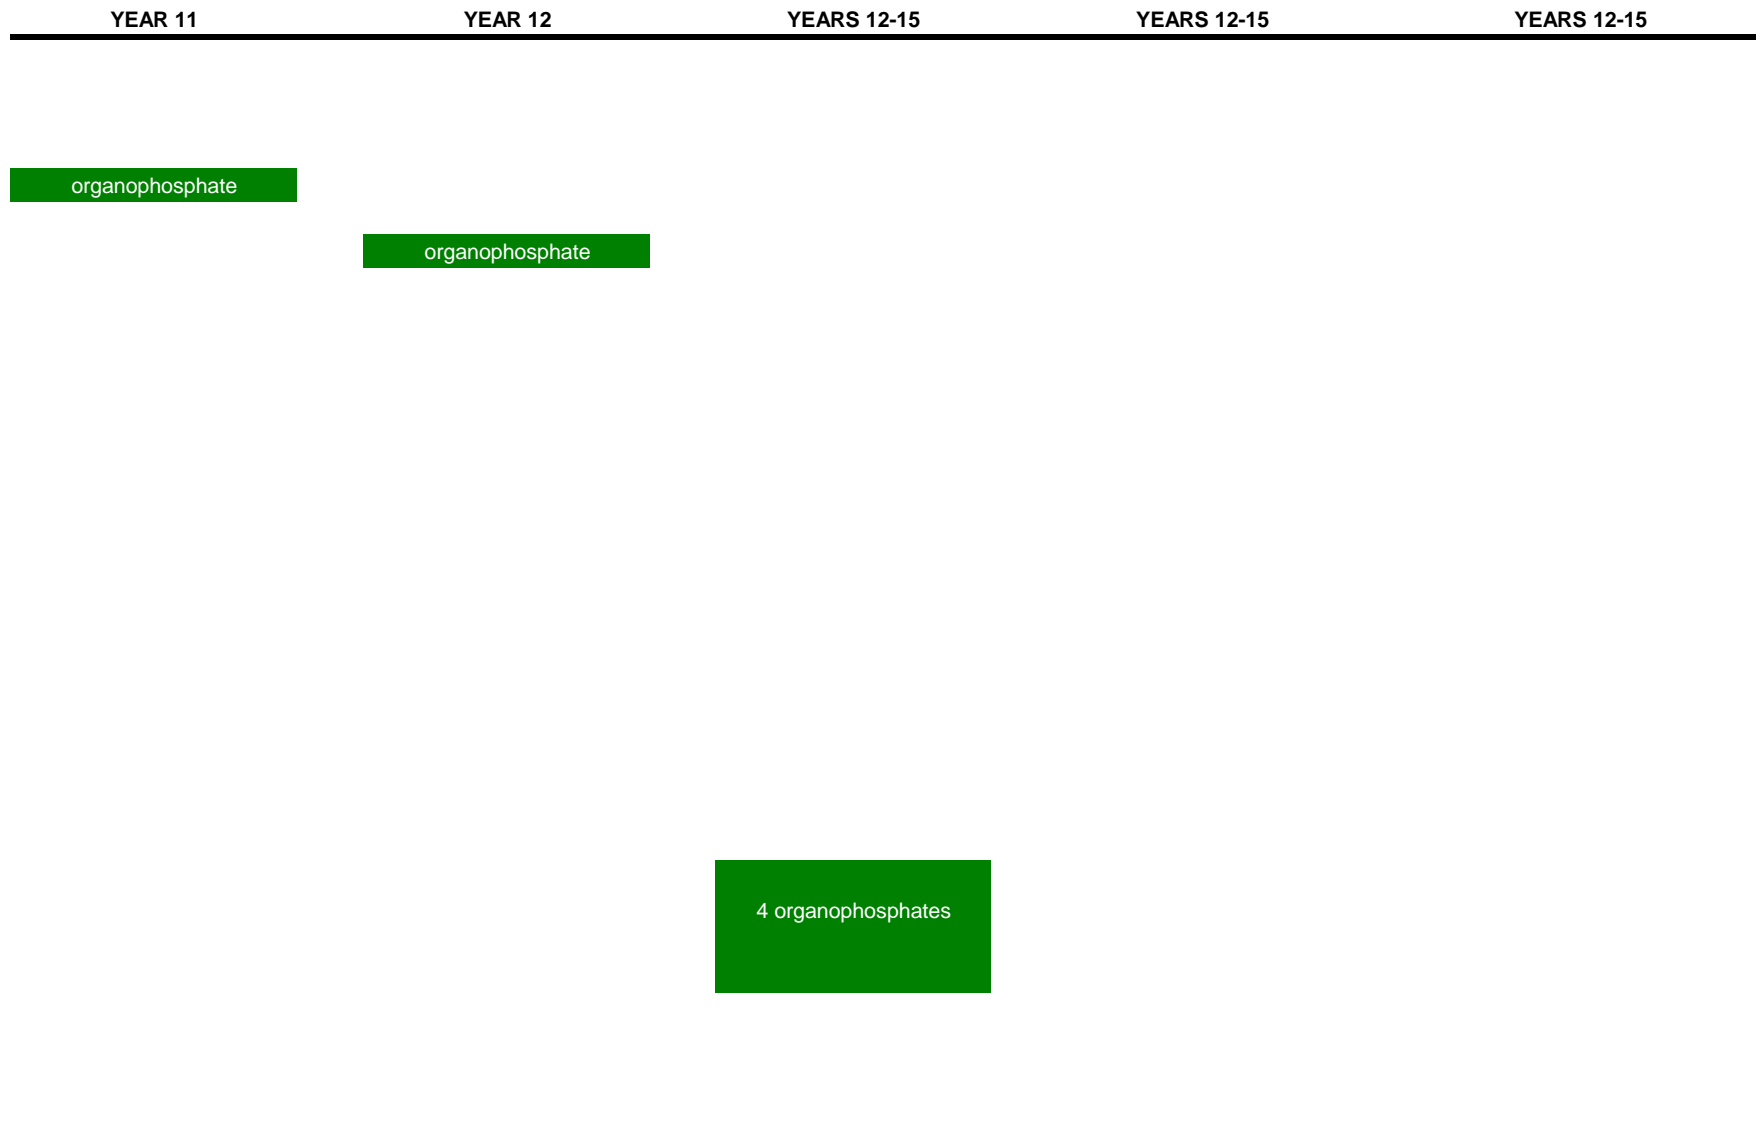 YEAR 11 YEAR 12 YEARS 12-15 YEARS 12-15 YEARS 12-15
organophosphate
organophosphate
4 organophosphates